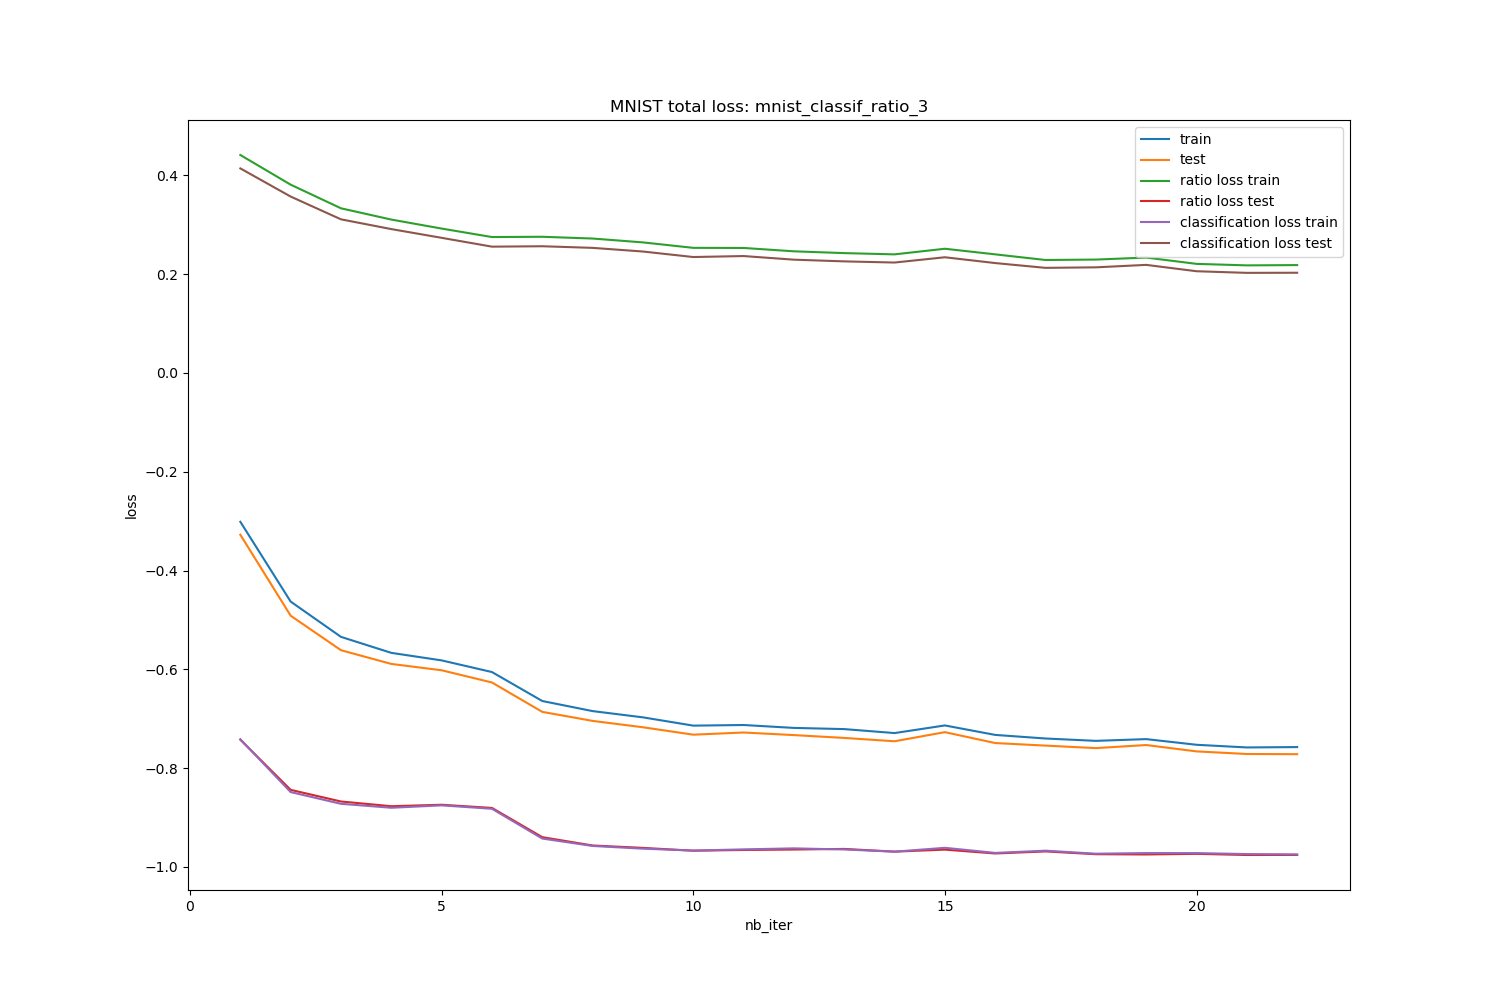 MNIST total loss: mnist_classif_ratio_3
train
test
ratio loss train
ratio loss test
classification loss train
classification loss test
0.4
0.2
0.0
−0.2
−0.4
−0.6
−0.8
−1.0
loss
0
5
10
15
20
nb_iter